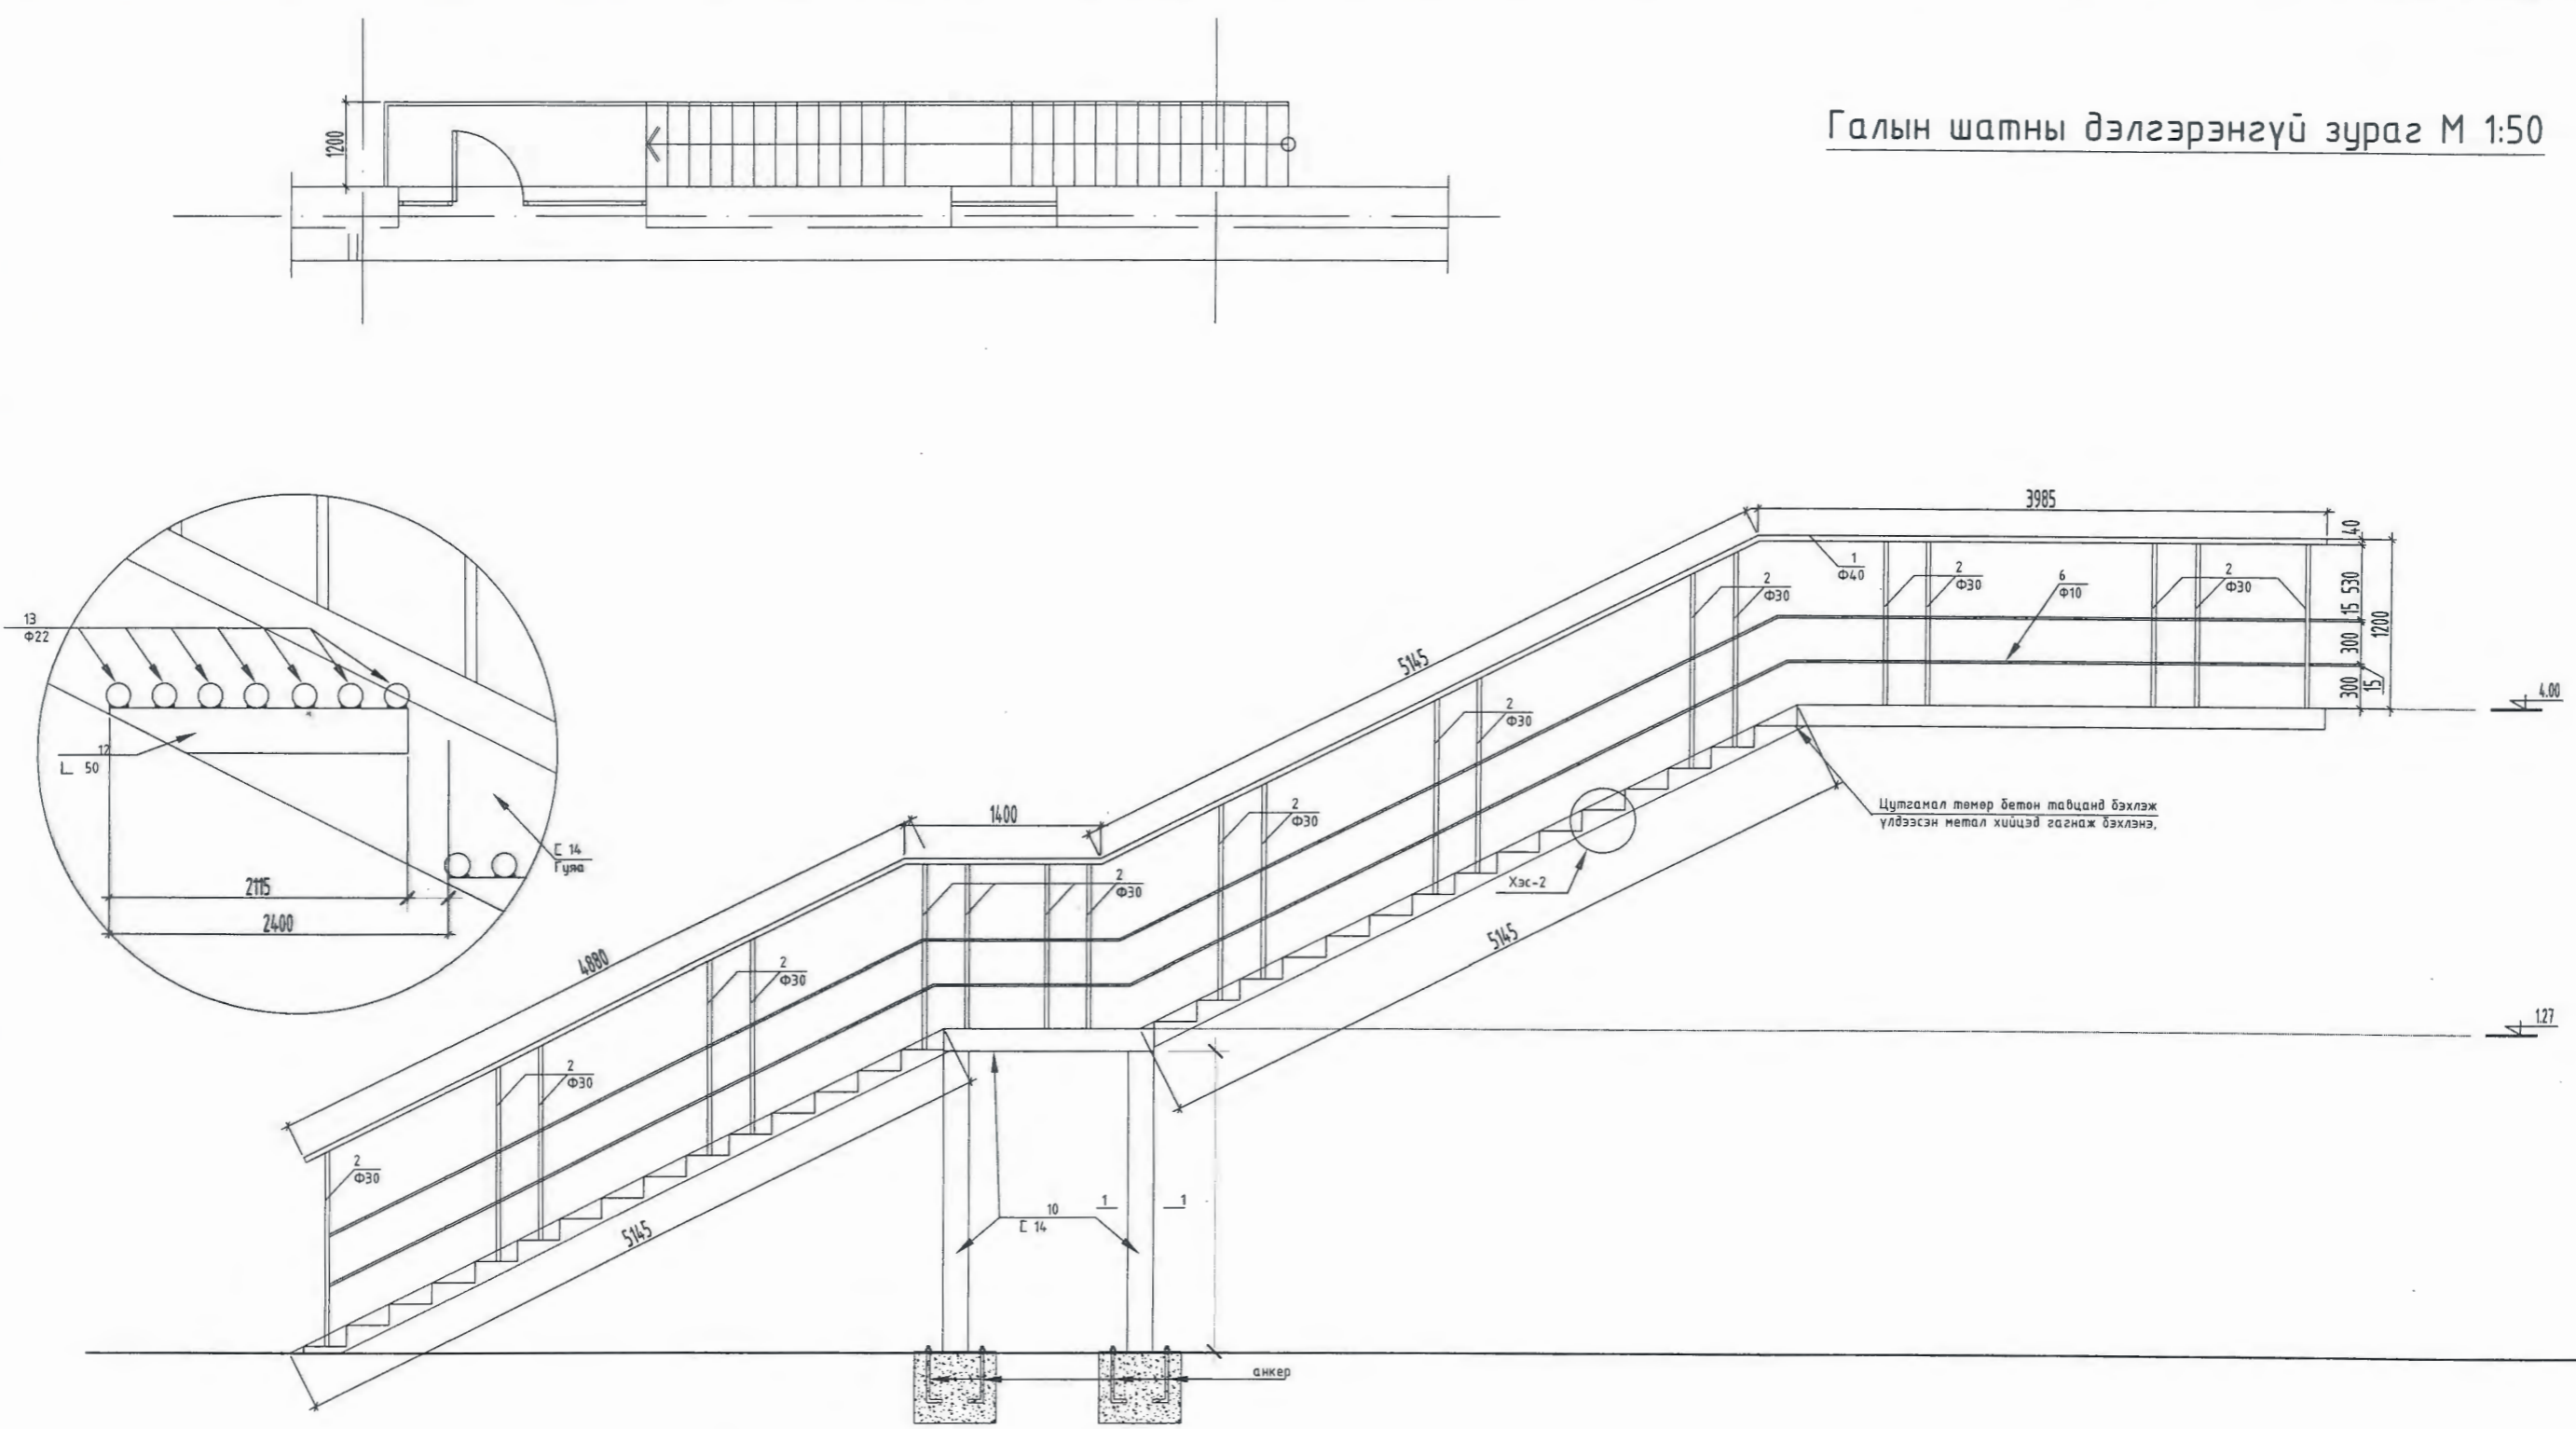 Галын шатны дэлгэрэнгүй зураг М 1:50
1200
3985
40
530
15
300
15
300
1200
4.00
1
Ф40
2
Ф30
2
Ф30
6
Ф10
2
Ф30
5145
2
Ф30
2
Ф30
Цутгамал төмөр бетон тавцанд бэхлэж
үлдээсэн метал хийцэд гагнаж бэхлэнэ,
Хэс-2
5145
1.27
1400
2
Ф30
4880
2
Ф30
2
Ф30
2
Ф30
5145
10
[ 14
1
1
анкер
13
Ф22
12
L 50
[ 14
Гуяа
2115
2400